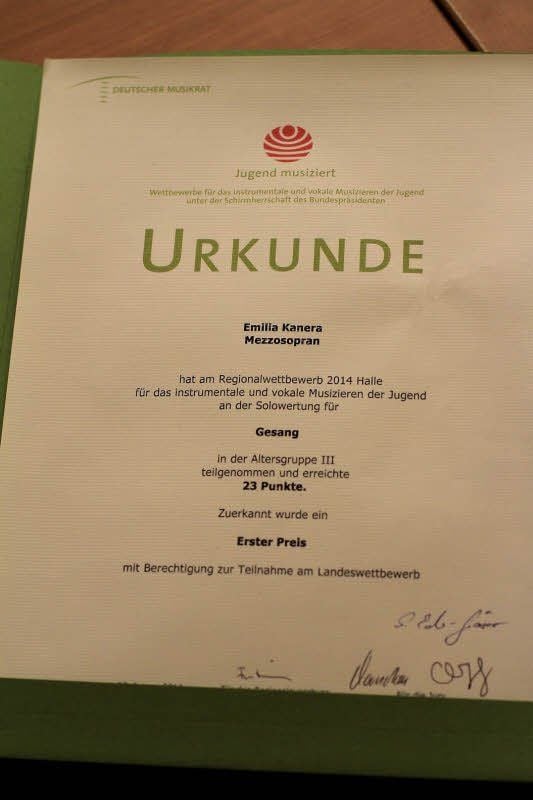 DEUTSCHER MUSIKRAT
Jugend musiziert
Wettbewerbe für das instrumentale und vokale Musizieren der Jugend
unter der Schirmherrschaft des Bundespräsidenten
URKUNDE
Emilia Kanera
Mezzosopran
hat am Regionalwettbewerb 2014 Halle
für das instrumentale und vokale Musizieren der Jugend
an der Solowertung für
Gesang
in der Altersgruppe III
teilgenommen und erreichte
23 Punkte.
Zuerkannt wurde ein
Erster Preis
mit Berechtigung zur Teilnahme am Landeswettbewerb